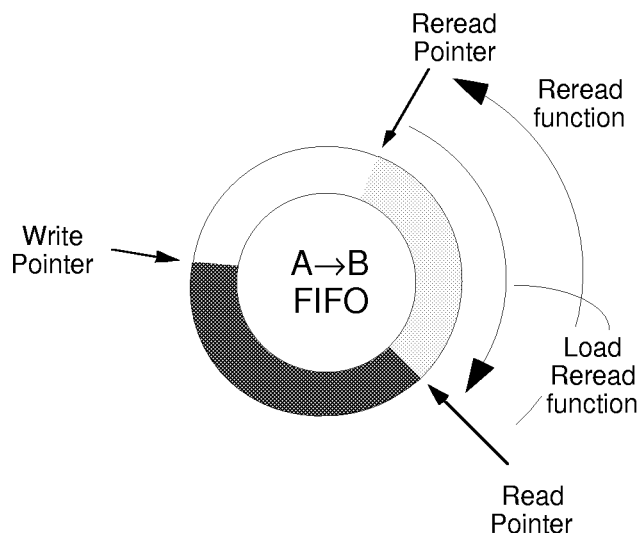 Reread
Pointer
Reread
function
Write
Pointer
A→B
FIFO
Load
Reread
function
Read
Pointer